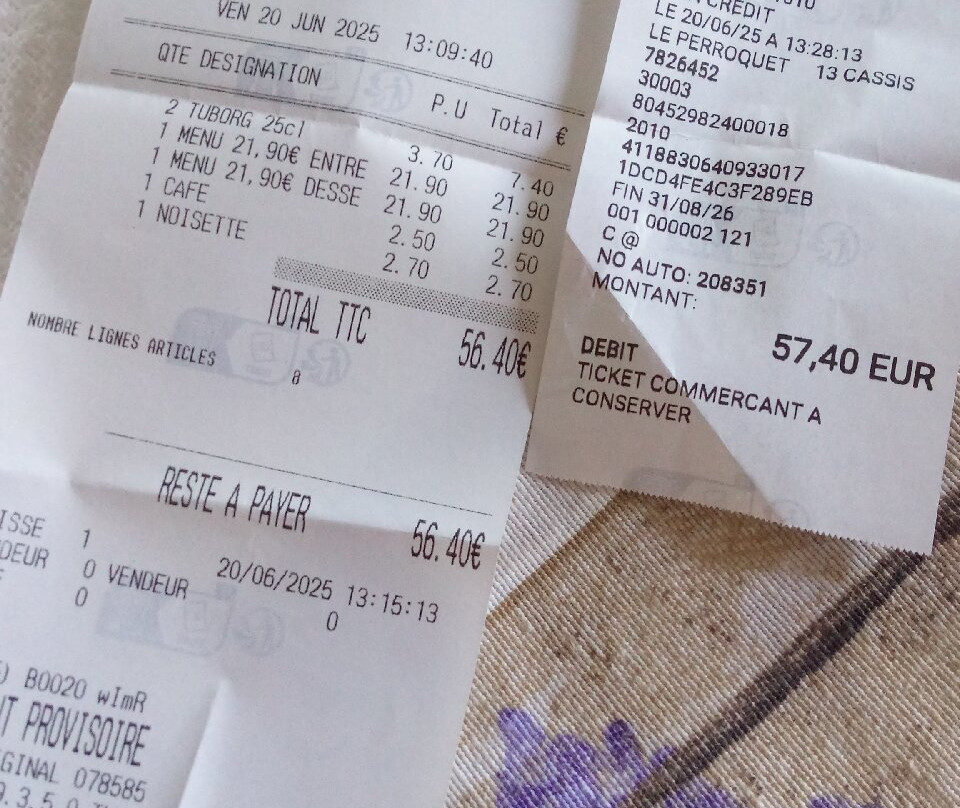 VEN 20 JUN 2025 13:09:40
QTE DESIGNATION P.U Total €
2 TUBORG 25cl 3.70 7.40
1 MENU 21,90€ ENTRE 21.90 21.90
1 MENU 21,90€ DESSE 21.90 21.90
1 CAFE 2.50 2.50
1 NOISETTE 2.70 2.70
TOTAL TTC 56.40€
NOMBRE LIGNES ARTICLES
RESTE A PAYER 56.40€
ISSE 1
DEUR 0 VENDEUR 20/06/2025 13:15:13
0 0
B0020 wImR
T PROVISOIRE
GINAL 078585
CREDIT
LE 20/06/25 A 13:28:13
LE PERROQUET 13 CASSIS
7826452
30003
80452982400018
2010
4118830640933017
1DCD4FE4C3F289EB
FIN 31/08/26
001 000002 121
C @
NO AUTO: 208351
MONTANT:
57,40 EUR
DEBIT
TICKET COMMERCANT A
CONSERVER